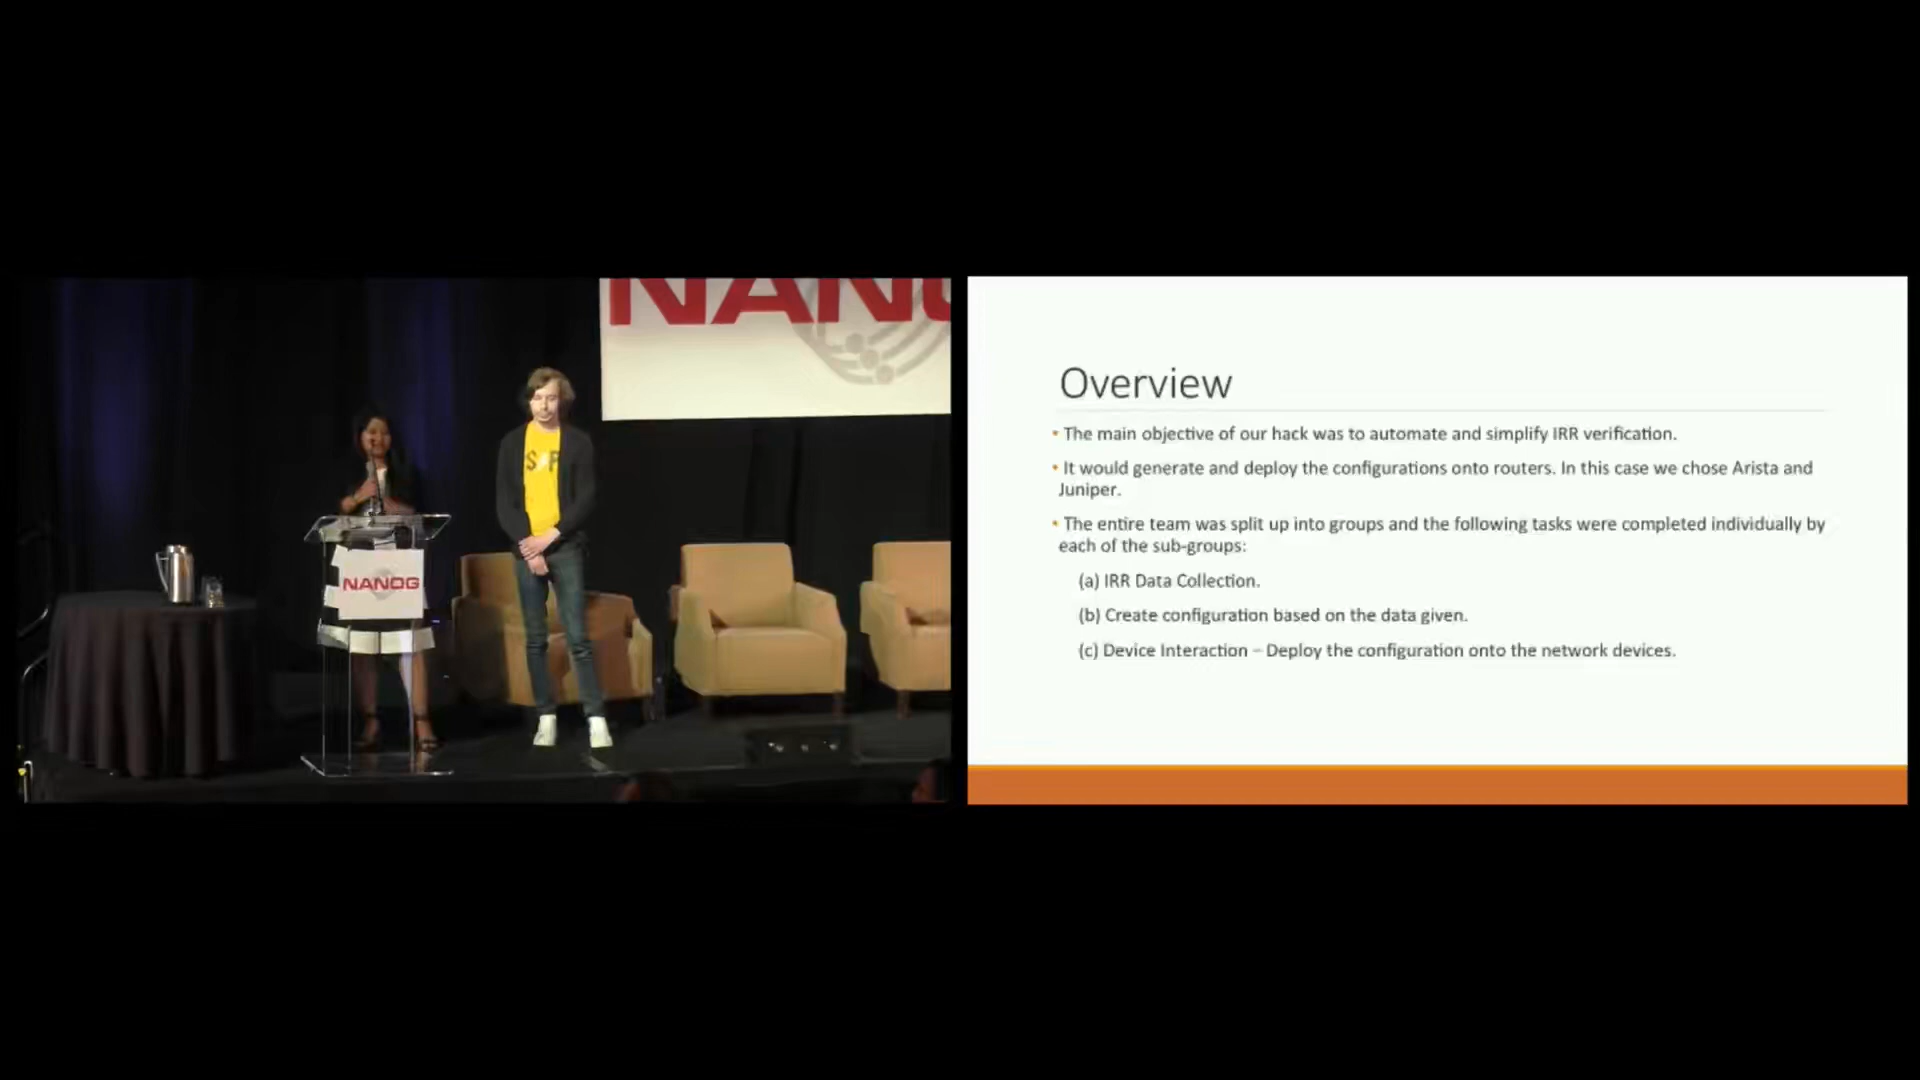 NANO
S P
NANOG
Overview
• The main objective of our hack was to automate and simplify IRR verification.
• It would generate and deploy the configurations onto routers. In this case we chose Arista and
Juniper.
• The entire team was split up into groups and the following tasks were completed individually by
each of the sub-groups:
(a) IRR Data Collection.
(b) Create configuration based on the data given.
(c) Device Interaction – Deploy the configuration onto the network devices.